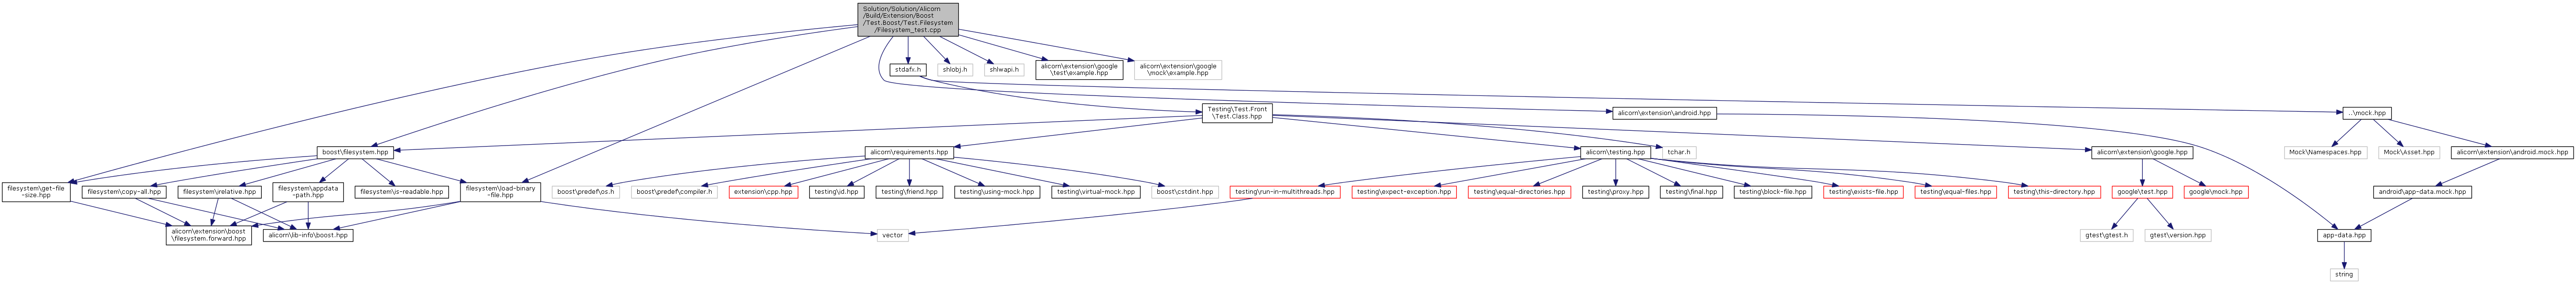 Solution/Solution/Alicorn
/Build/Extension/Boost
/Test.Boost/Test.Filesystem
/Filesystem_test.cpp
stdafx.h
shlobj.h
shlwapi.h
alicorn\extension\google
\test\example.hpp
alicorn\extension\google
\mock\example.hpp
Testing\Test.Front
\Test.Class.hpp
alicorn\extension\android.hpp
..\mock.hpp
boost\filesystem.hpp
alicorn\requirements.hpp
alicorn\testing.hpp
tchar.h
alicorn\extension\google.hpp
Mock\Namespaces.hpp
Mock\Asset.hpp
alicorn\extension\android.mock.hpp
filesystem\get-file
-size.hpp
filesystem\copy-all.hpp
filesystem\relative.hpp
filesystem\appdata
-path.hpp
filesystem\is-readable.hpp
filesystem\load-binary
-file.hpp
boost\predef\os.h
boost\predef\compiler.h
extension\cpp.hpp
testing\d.hpp
testing\friend.hpp
testing\using-mock.hpp
testing\virtual-mock.hpp
boost\cstdint.hpp
testing\run-in-multithreads.hpp
testing\expect-exception.hpp
testing\equal-directories.hpp
testing\proxy.hpp
testing\final.hpp
testing\block-file.hpp
testing\exists-file.hpp
testing\equal-files.hpp
testing\this-directory.hpp
google\test.hpp
google\mock.hpp
android\app-data.mock.hpp
alicorn\extension\boost
\filesystem.forward.hpp
alicorn\lib-info\boost.hpp
vector
gtest\gtest.h
gtest\version.hpp
app-data.hpp
string